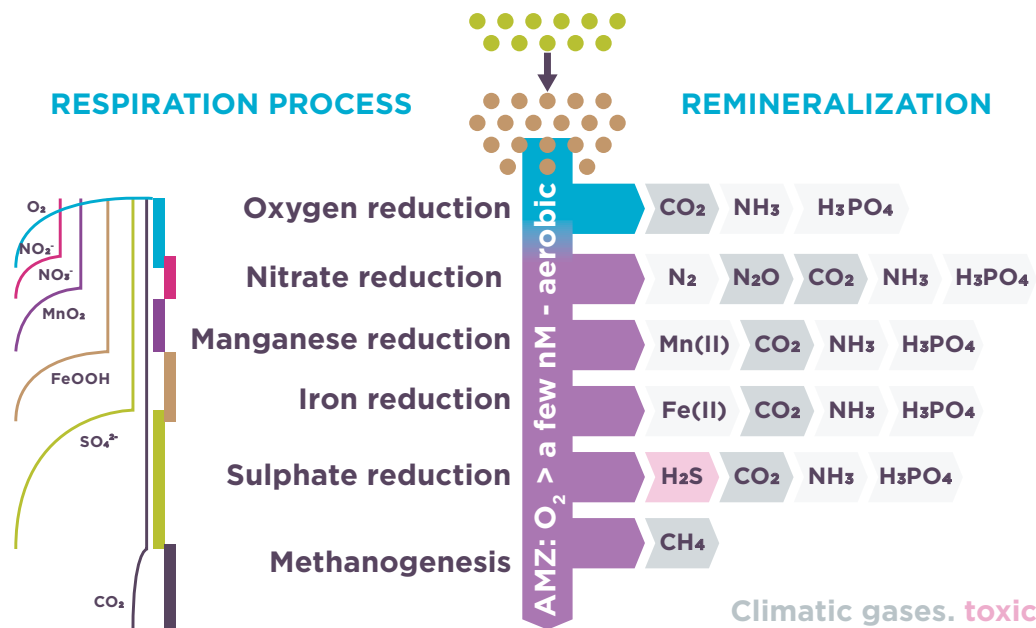 RESPIRATION PROCESS
REMINERALIZATION
O₂
NO₂⁻
NO₃⁻
MnO₂
FeOOH
SO₄²⁻
CO₂
Oxygen reduction
CO₂ NH₃ H₃PO₄
Nitrate reduction
N₂ N₂O CO₂ NH₃ H₃PO₄
Manganese reduction
Mn(II) CO₂ NH₃ H₃PO₄
Iron reduction
Fe(II) CO₂ NH₃ H₃PO₄
Sulphate reduction
H₂S CO₂ NH₃ H₃PO₄
Methanogenesis
CH₄
AMZ: O₂ > a few nM - aerobic
Climatic gases. toxic